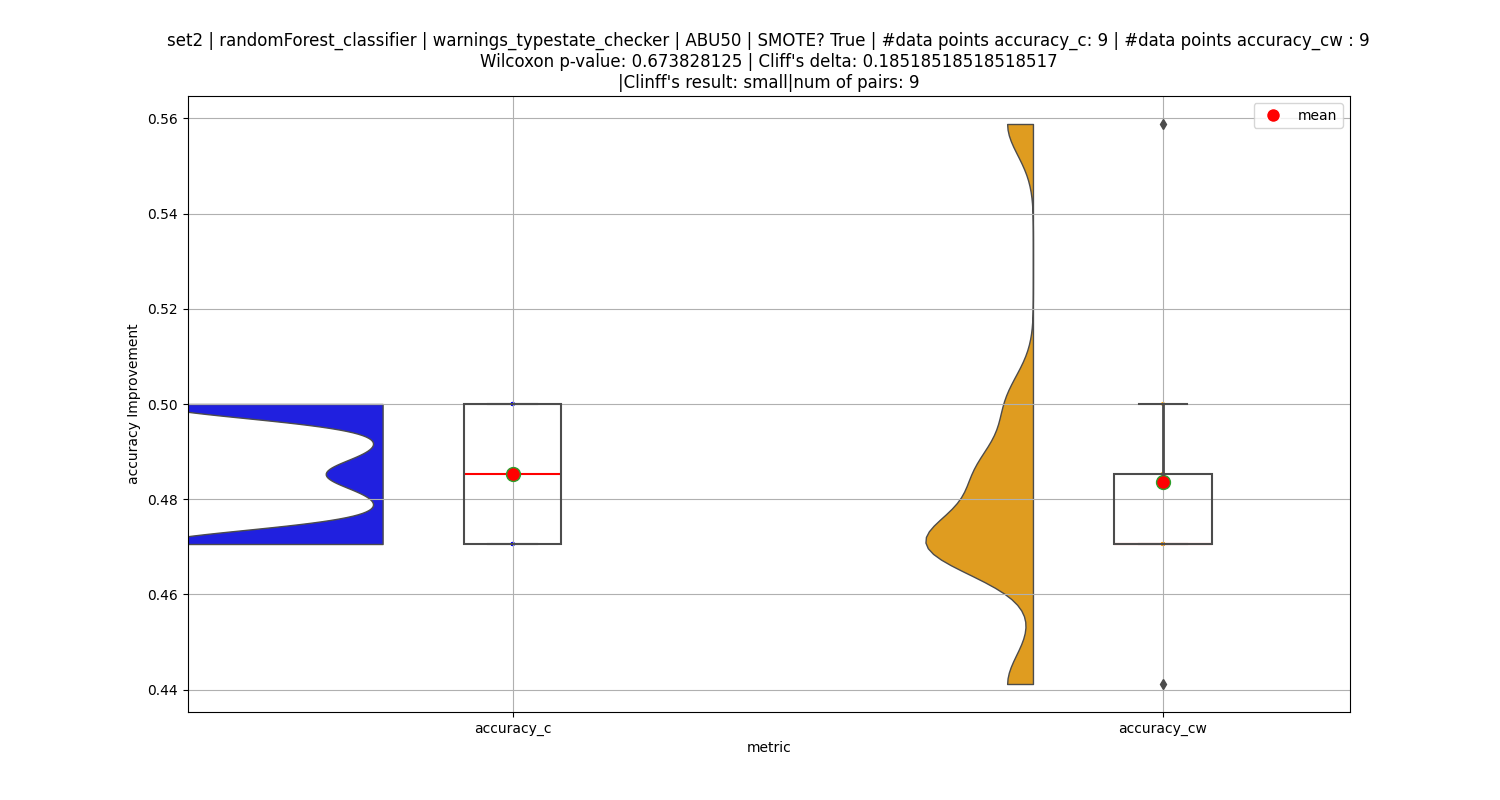 set2 | randomForest_classifier | warnings_typestate_checker | ABU50 | SMOTE? True | #data points accuracy_c: 9 | #data points accuracy_cw : 9
Wilcoxon p-value: 0.673828125 | Cliff's delta: 0.18518518518518517
|Clinff's result: small|num of pairs: 9
mean
0.56
0.54
0.52
0.50
0.48
0.46
0.44
accuracy Improvement
accuracy_c
accuracy_cw
metric